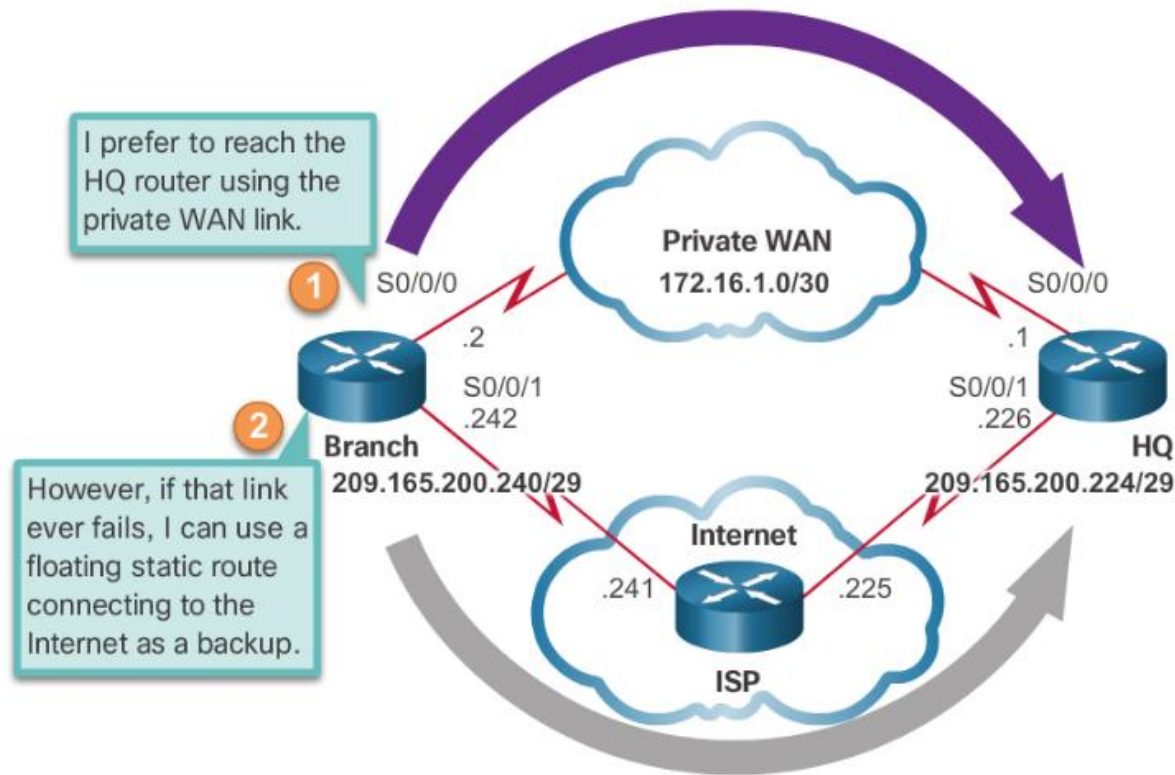 I prefer to reach the
HQ router using the
private WAN link.
1
S0/0/0
Private WAN
172.16.1.0/30
S0/0/0
.2
.1
S0/0/1
.242
S0/0/1
.226
2
Branch
HQ
209.165.200.240/29
209.165.200.224/29
However, if that link
ever fails, I can use a
floating static route
connecting to the
Internet as a backup.
Internet
.241
.225
ISP